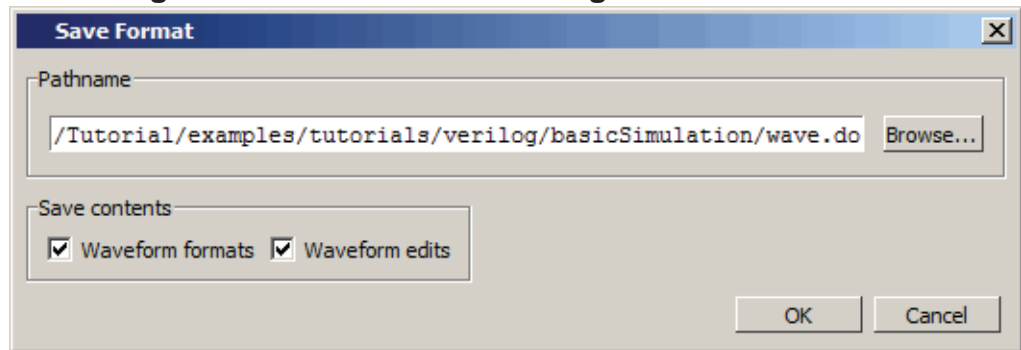 Save Format
Pathname
/Tutorial/examples/tutorials/verilog/basicSimulation/wave.do
Browse...
Save contents
Waveform formats
Waveform edits
OK
Cancel